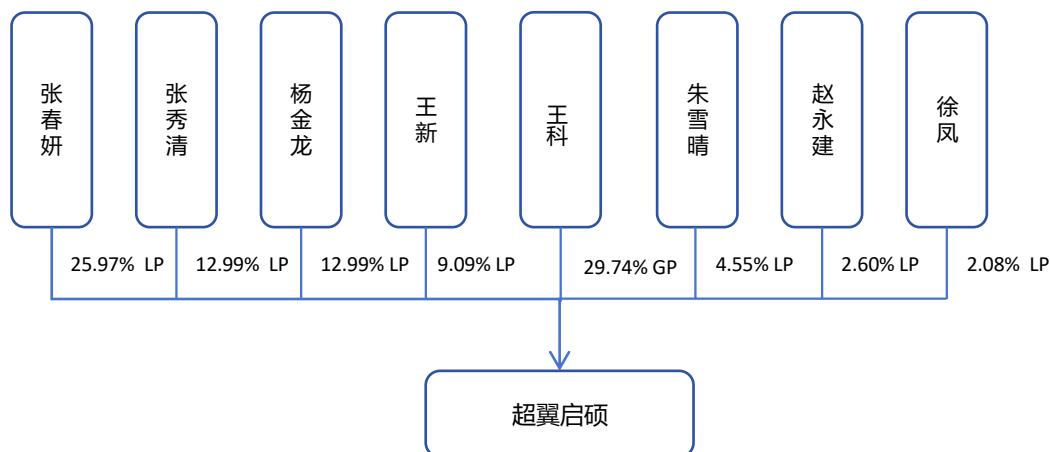 张春妍
张秀清
杨金龙
王新
王科
朱雪晴
赵永建
徐凤
25.97% LP
12.99% LP
12.99% LP
9.09% LP
29.74% GP
4.55% LP
2.60% LP
2.08% LP
超翼启硕